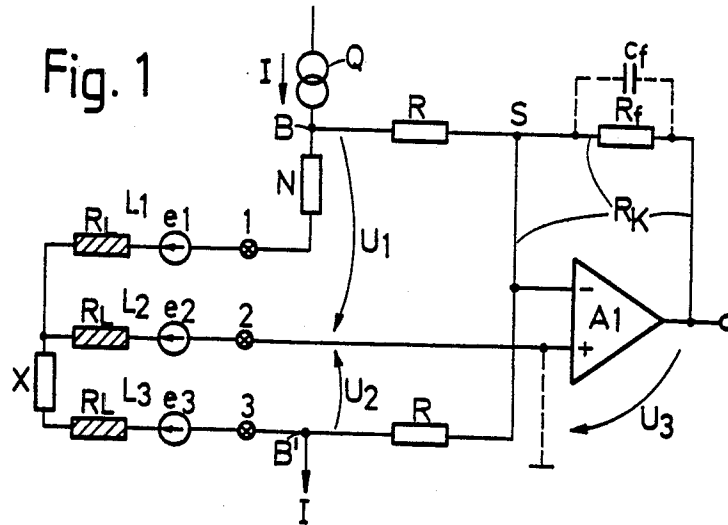 Fig. 1
I
Q
Cf
R
S
Rf
B
N
RK
RL
L1
e1
1
U1
RL
L2
e2
2
-
A1
+
X
U2
RL
L3
e3
3
R
U3
B'
I